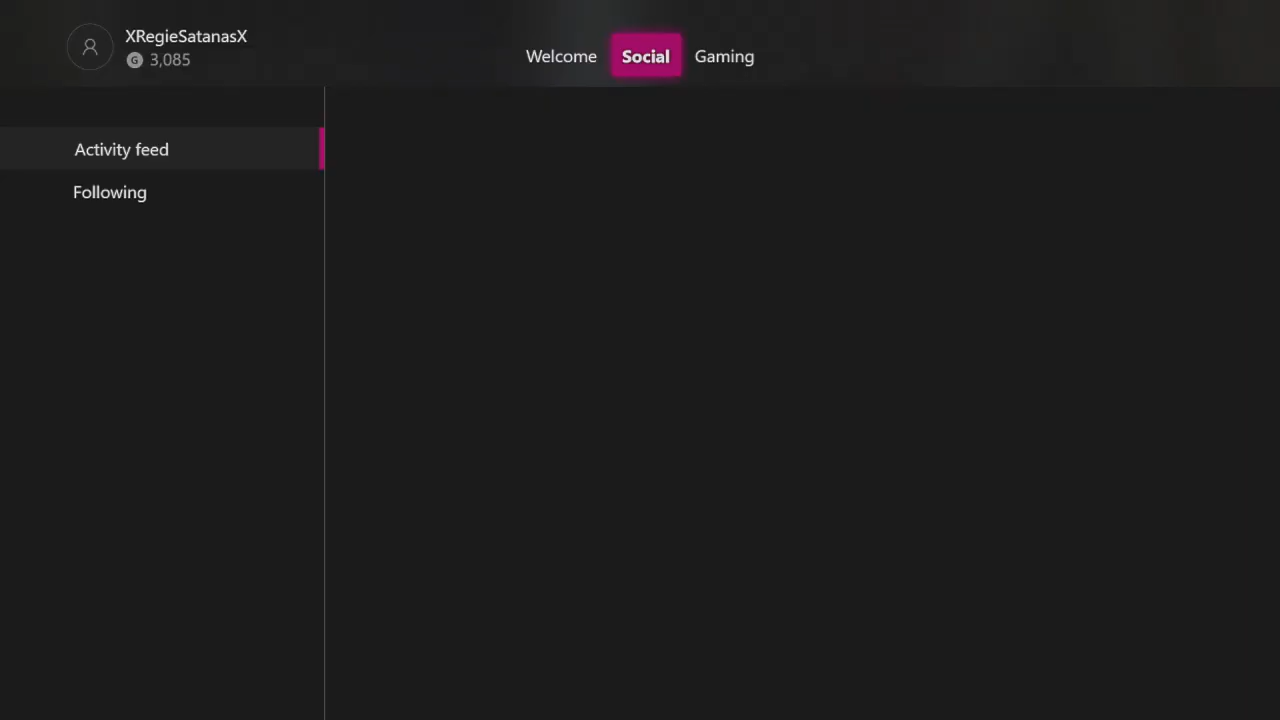 XRegieSatanasX
G 3,085
Welcome Social Gaming
Activity feed
Following